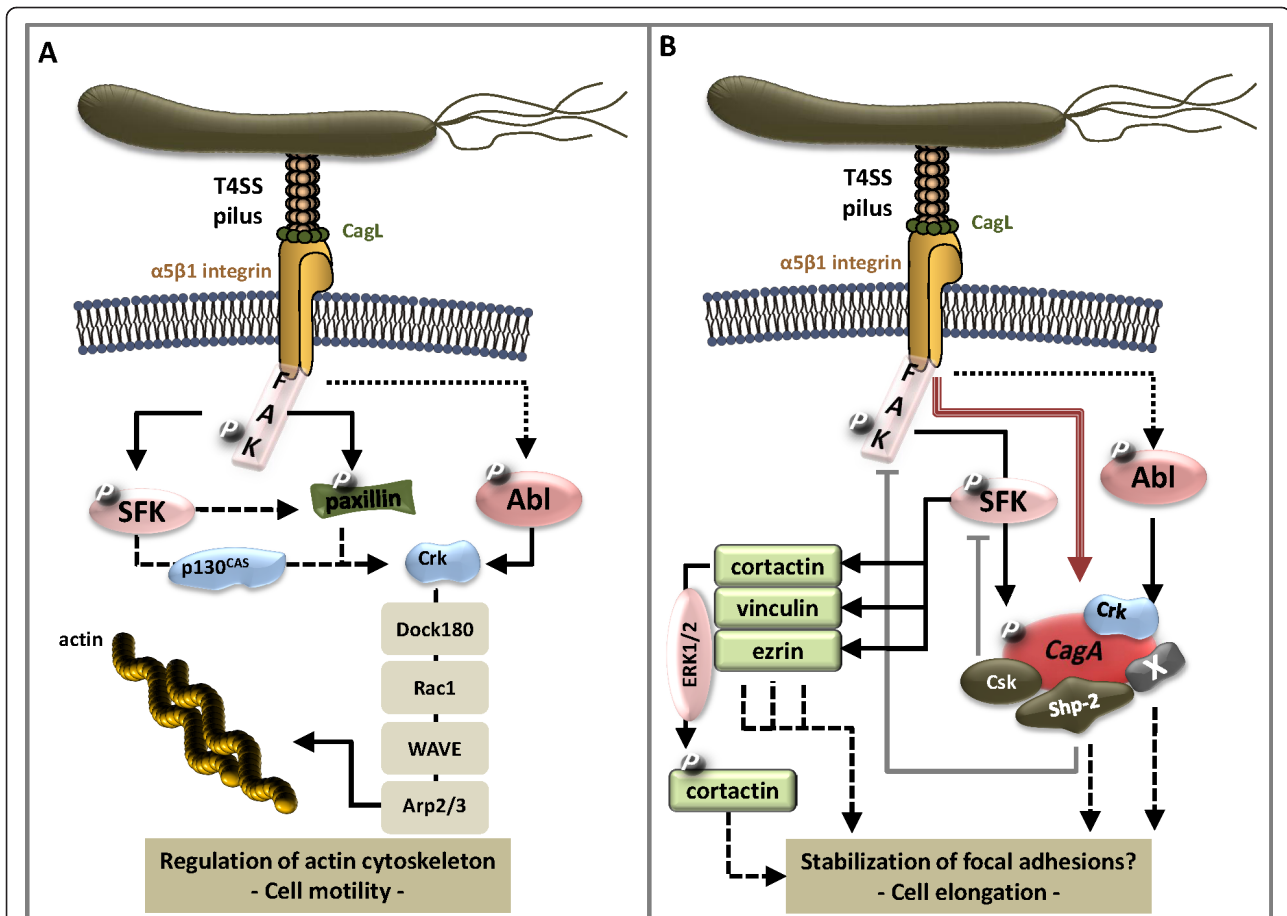 A
T4SS
pilus
CagL
α5β1 integrin
F
A
K
P
P
SFK
P
paxillin
P
Abl
p130CAS
Crk
Dock180
Rac1
WAVE
Arp2/3
actin
Regulation of actin cytoskeleton
- Cell motility -
B
T4SS
pilus
CagL
α5β1 integrin
F
A
K
P
P
SFK
P
Abl
cortactin
vinculin
ezrin
ERK1/2
P
cortactin
P
CagA
Crk
X
Csk
Shp-2
Stabilization of focal adhesions?
- Cell elongation -